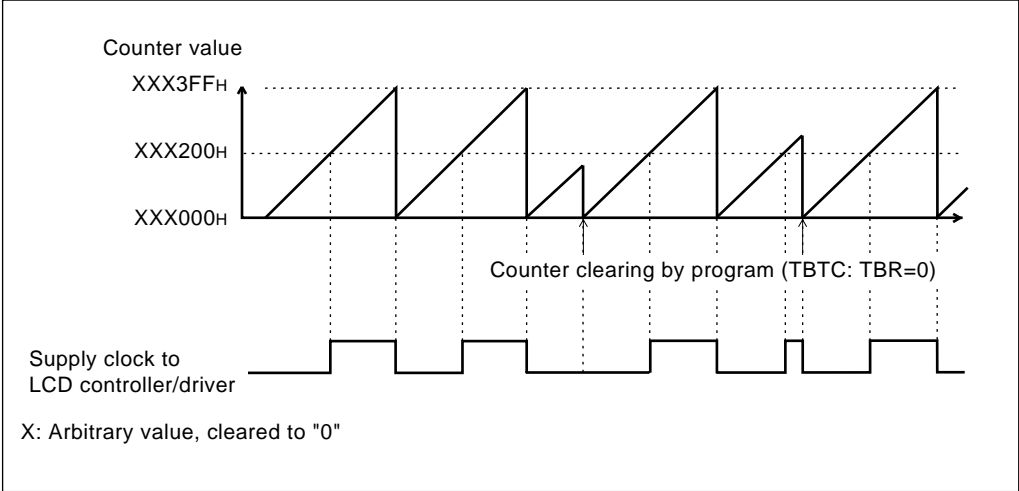 Counter value
XXX3FFH
XXX200H
XXX000H
Counter clearing by program (TBTC: TBR=0)
Supply clock to
LCD controller/driver
X: Arbitrary value, cleared to "0"